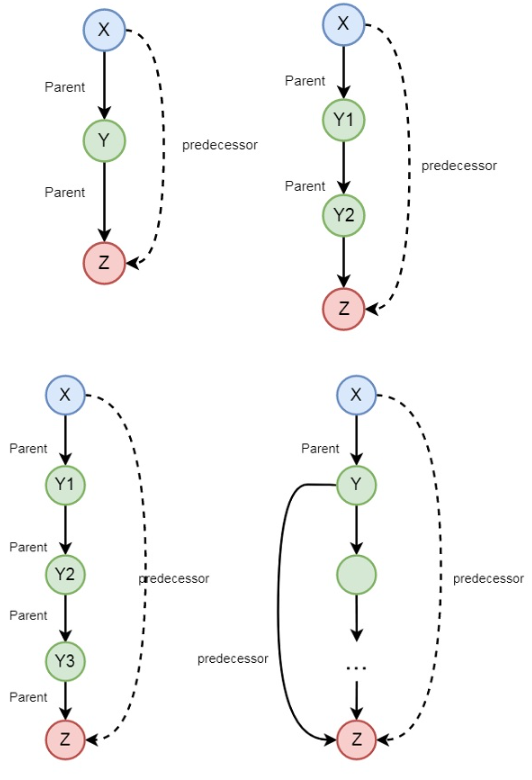 X
Parent
Y
predecessor
Parent
Z
X
Parent
Y1
predecessor
Parent
Y2
Z
X
Parent
Y1
Parent
Y2
predecessor
Parent
Y3
Parent
Z
X
Parent
Y
predecessor
predecessor
...
Z